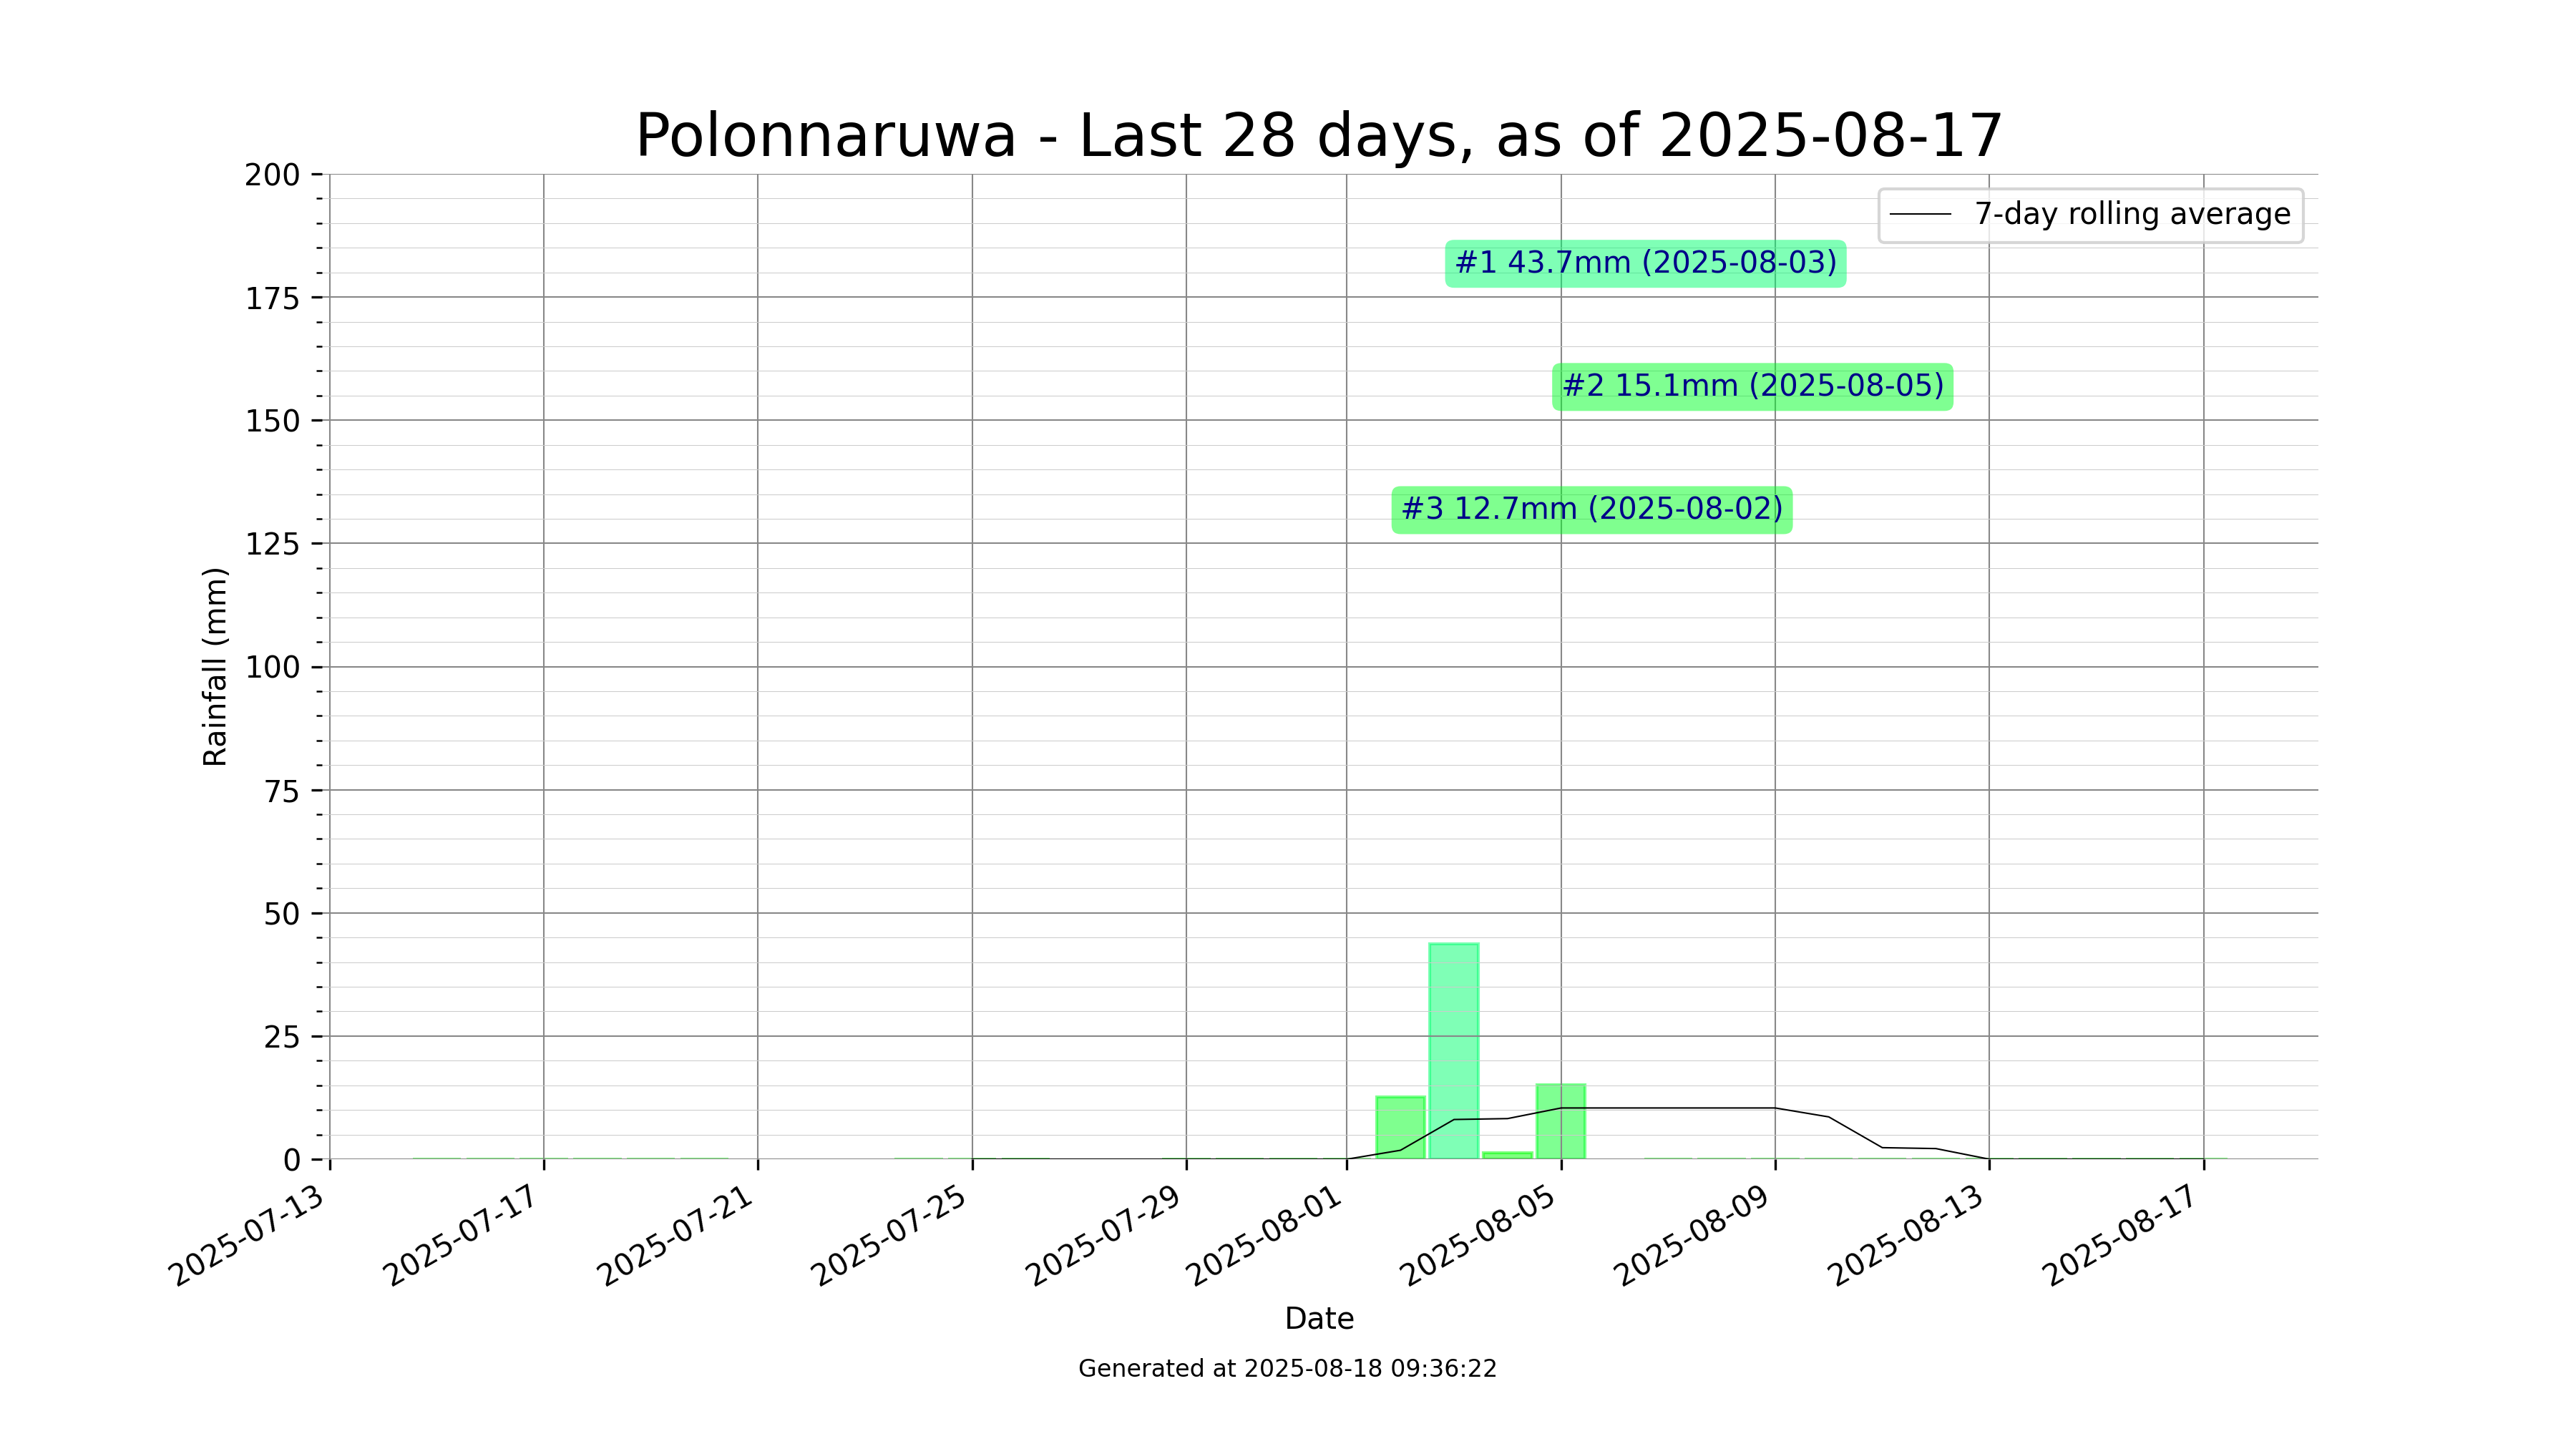 Polonnaruwa - Last 28 days, as of 2025-08-17
7-day rolling average
#1 43.7mm (2025-08-03)
#2 15.1mm (2025-08-05)
#3 12.7mm (2025-08-02)
Rainfall (mm)
200
175
150
125
100
75
50
25
0
2025-07-13
2025-07-17
2025-07-21
2025-07-25
2025-07-29
2025-08-01
2025-08-05
2025-08-09
2025-08-13
2025-08-17
Date
Generated at 2025-08-18 09:36:22